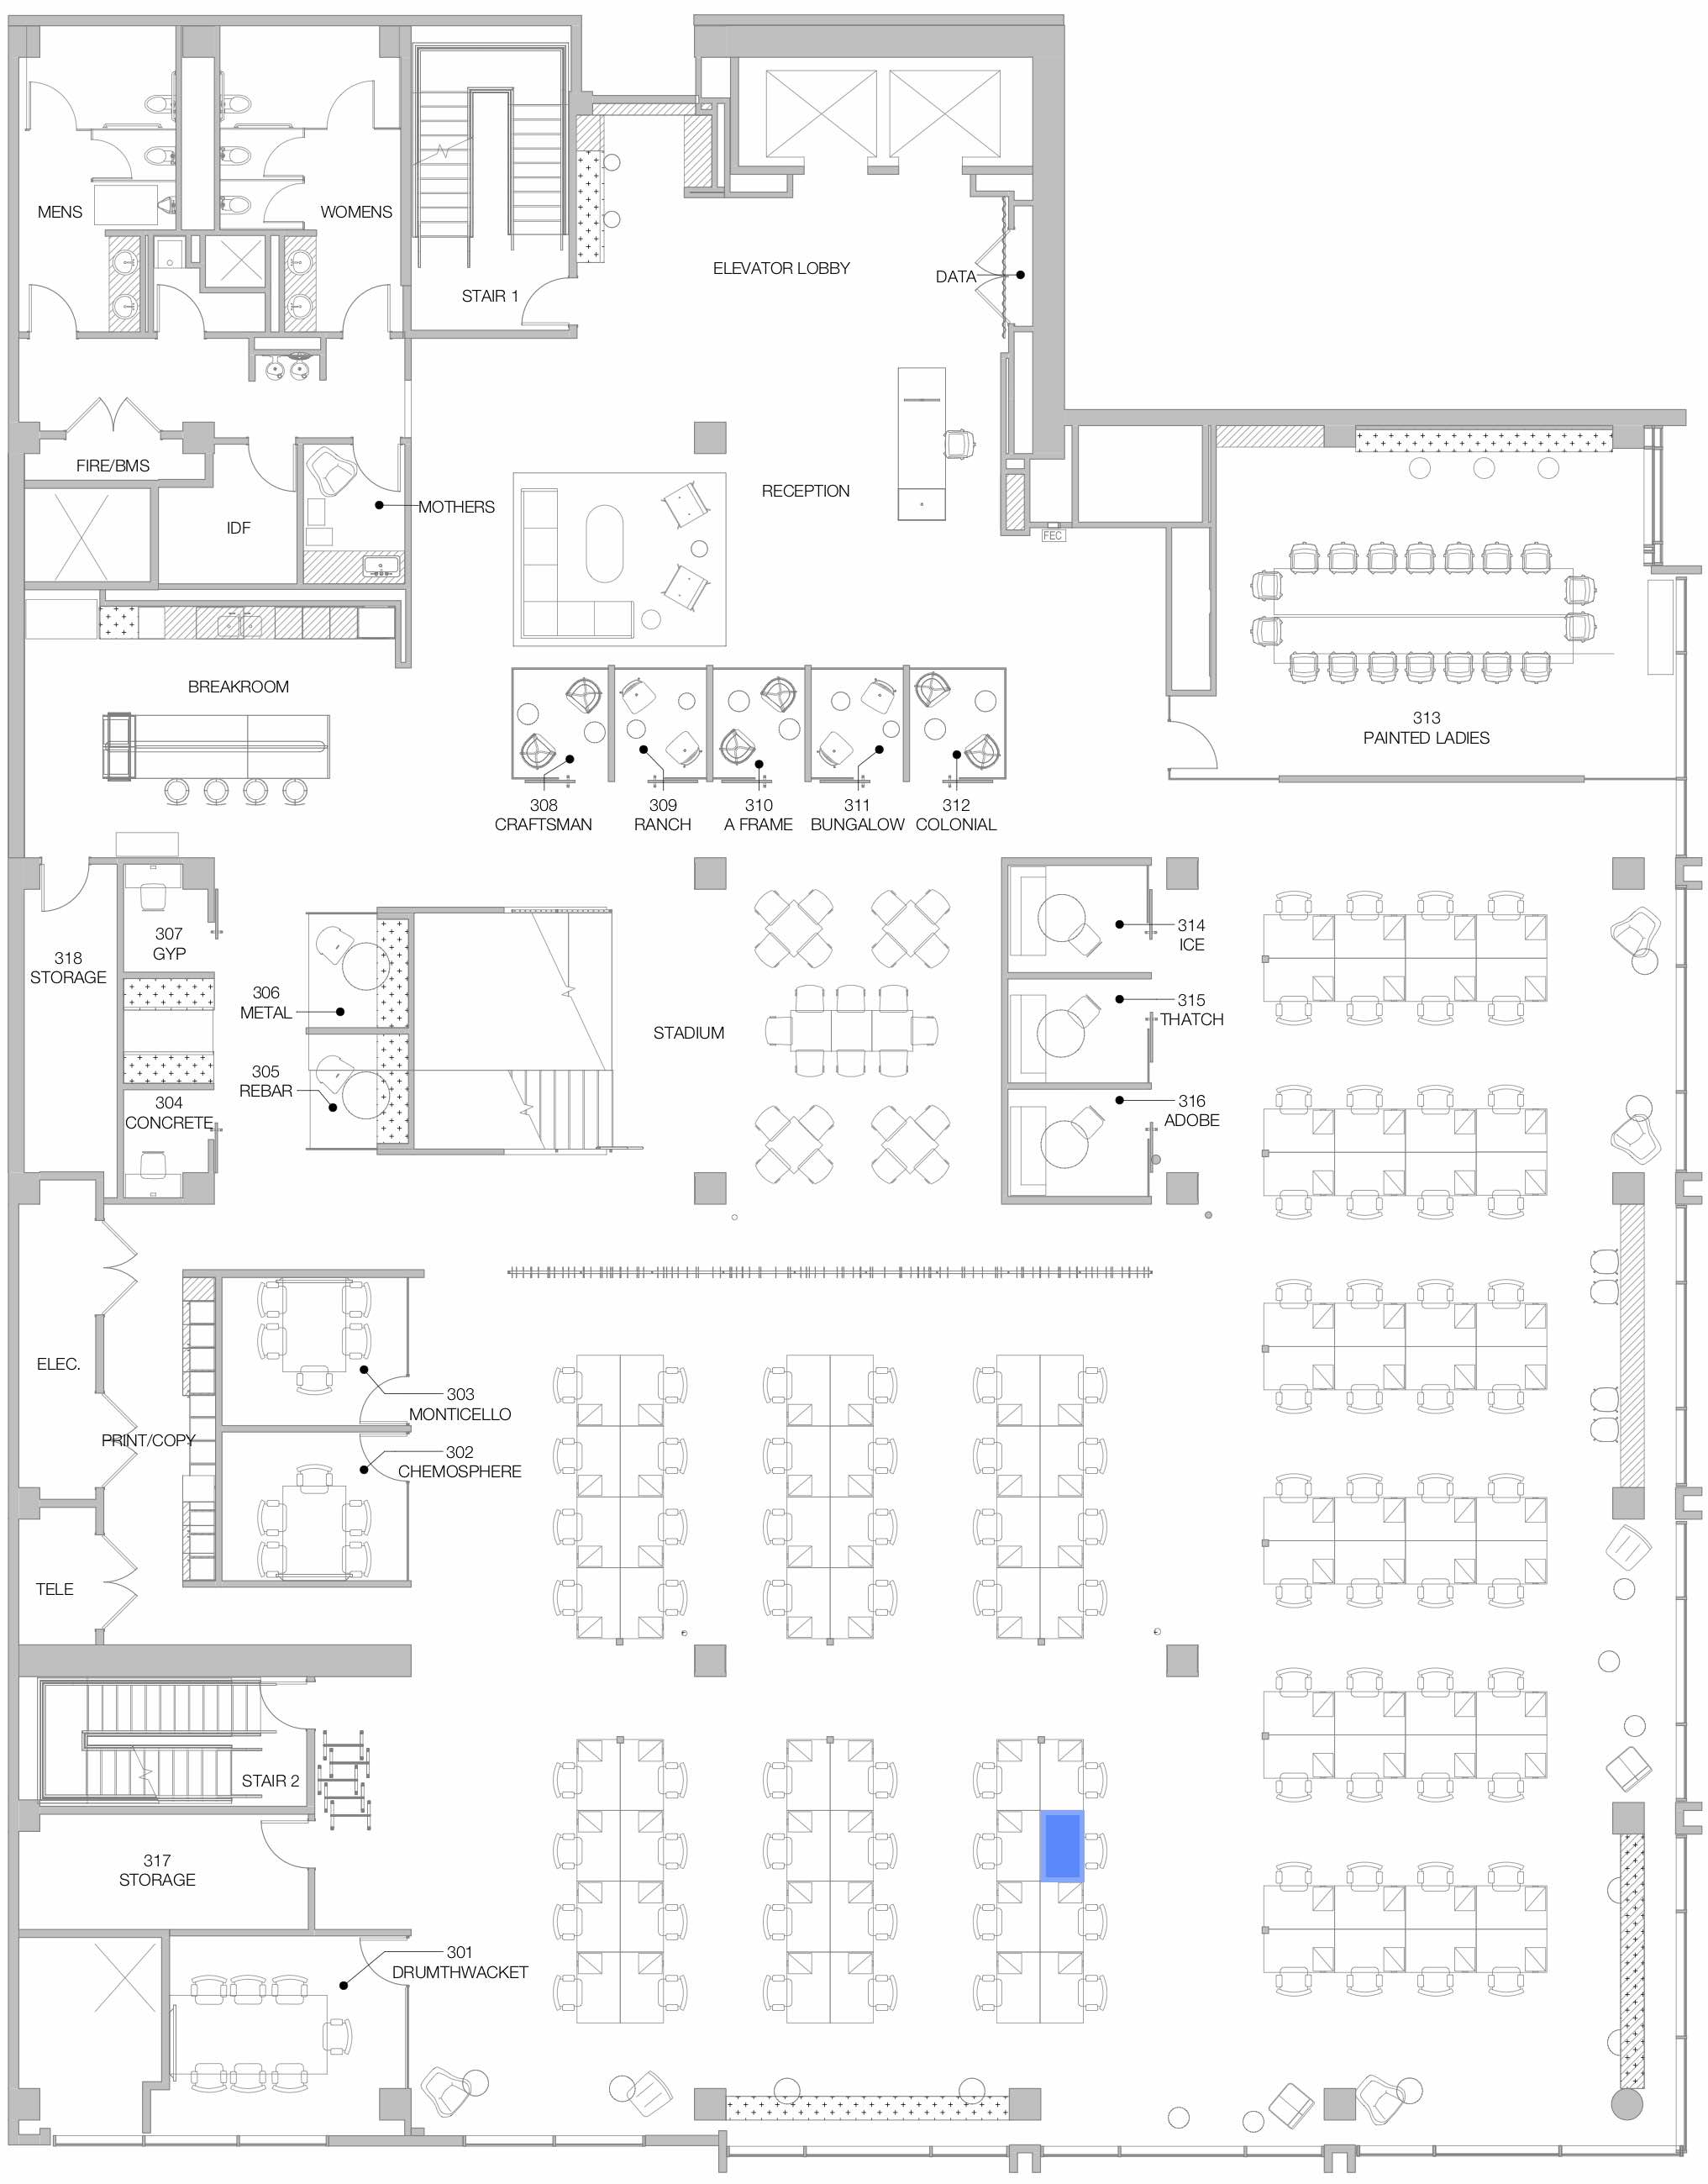 MENS
WOMENS
STAIR 1
ELEVATOR LOBBY
DATA
FIRE/BMS
IDF
MOTHERS
RECEPTION
FEC
BREAKROOM
313
PAINTED LADIES
308
CRAFTSMAN
309
RANCH
310
A FRAME
311
BUNGALOW
312
COLONIAL
307
GYP
318
STORAGE
306
METAL
305
REBAR
304
CONCRETE
STADIUM
314
ICE
315
THATCH
316
ADOBE
ELEC.
303
MONTICELLO
PRINT/COPY
302
CHEMOSPHERE
TELE
STAIR 2
317
STORAGE
301
DRUMTHWACKET